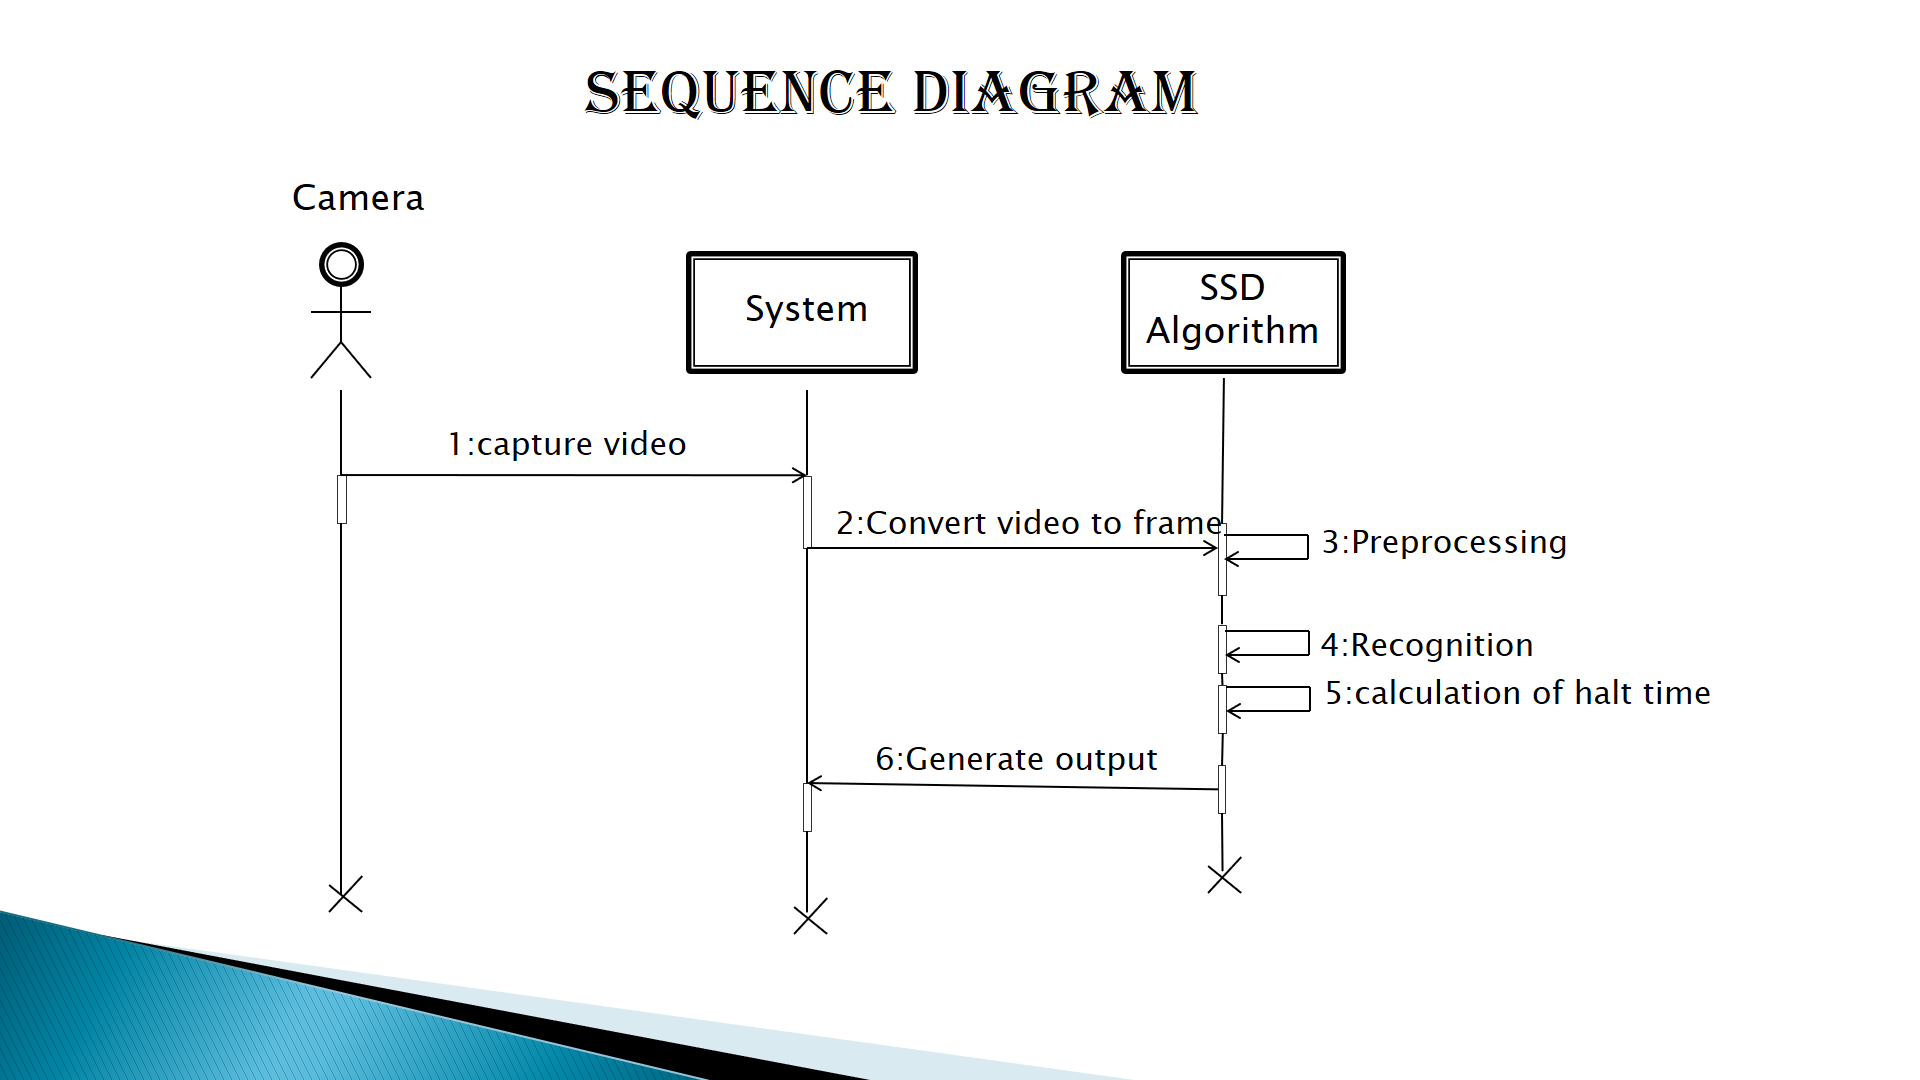 SEQUENCE DIAGRAM
Camera
System
SSD
Algorithm
1:capture video
2:Convert video to frame
3:Preprocessing
4:Recognition
5:calculation of halt time
6:Generate output